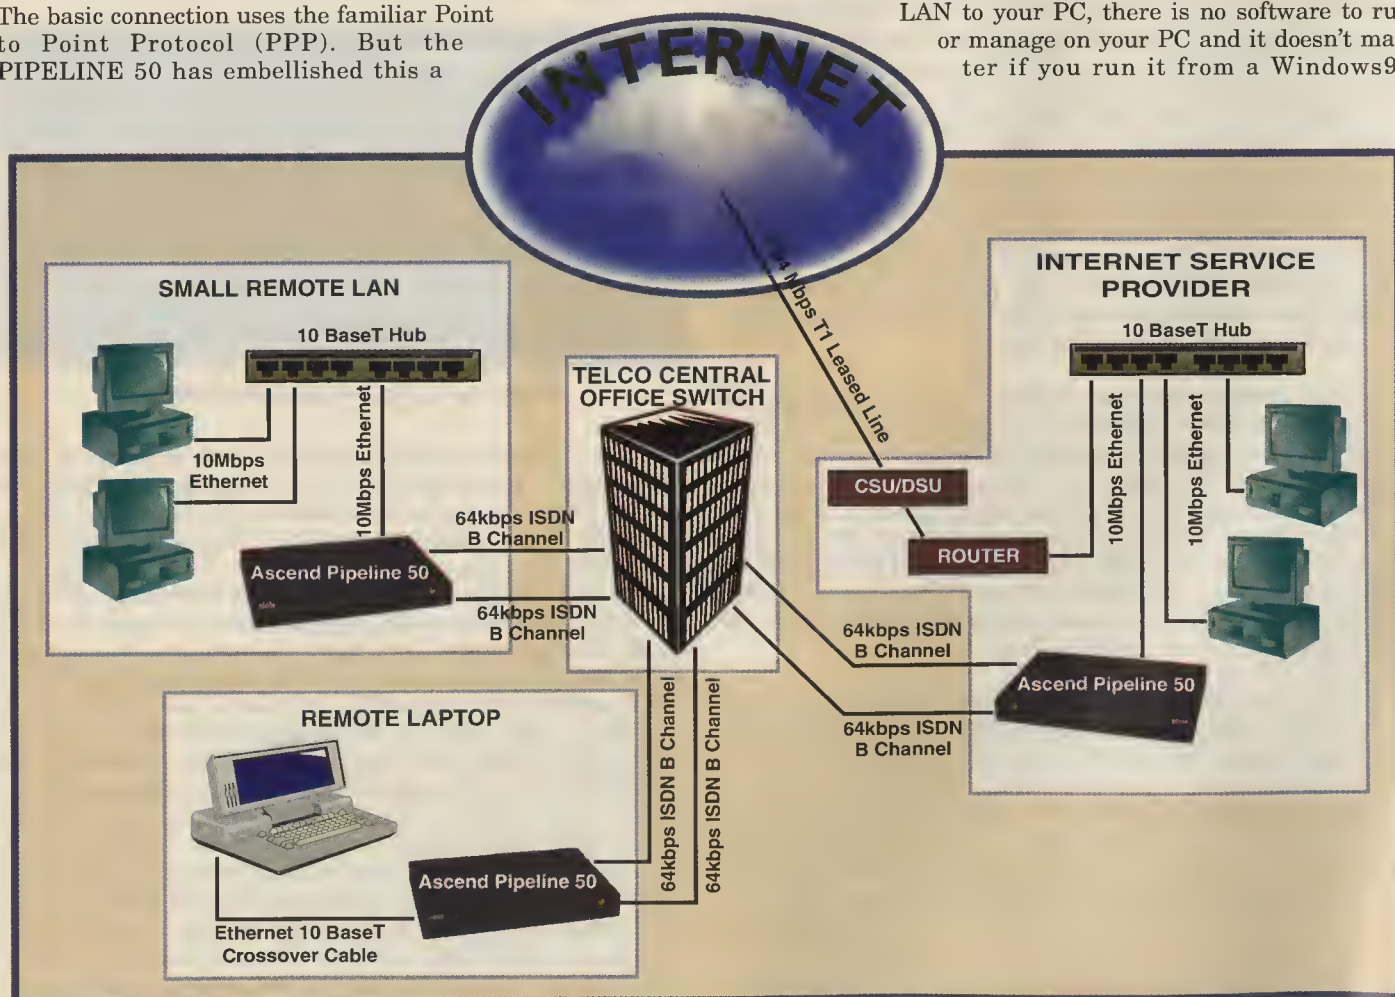 The basic connection uses the familiar Point
to Point Protocol (PPP). But the
PIPELINE 50 has embellished this a
LAN to your PC, there is no software to
or manage on your PC and it doesn't
ter if you run it from a
INTERNET
Mbps T1 Leased Line
SMALL REMOTE LAN
10 BaseT Hub
10Mbps
Ethernet
10Mbps Ethernet
Ascend Pipeline 50
64kbps ISDN
B Channel
64kbps ISDN
B Channel
TELCO CENTRAL
OFFICE SWITCH
INTERNET SERVICE
PROVIDER
10 BaseT Hub
10Mbps Ethernet
10Mbps Ethernet
CSU/DSU
ROUTER
64kbps ISDN
B Channel
64kbps ISDN
B Channel
Ascend Pipeline 50
REMOTE LAPTOP
Ascend Pipeline 50
Ethernet 10 BaseT
Crossover Cable
64kbps ISDN B Channel
64kbps ISDN B Channel